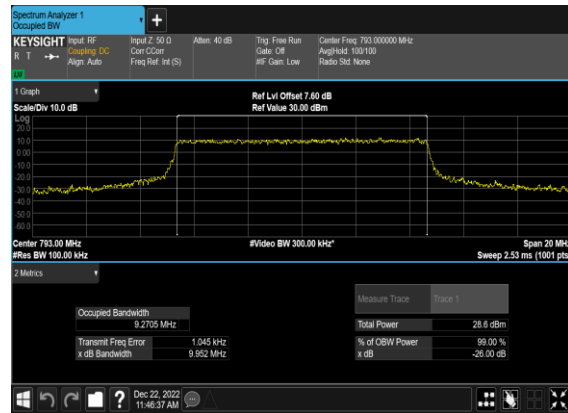 Spectrum Analyzer 1
Occupied BW
KEYSIGHT
R T
LXI
Input: RF
Coupling: DC
Align: Auto
Input Z: 50 Ω
Corr CCorr
Freq Ref: Int (S)
Atten: 40 dB
Trig: Free Run
Gate: Off
#IF Gain: Low
Center Freq: 793.000000 MHz
Avg|Hold: 100/100
Radio Std: None
1 Graph
Scale/Div 10.0 dB
Ref Lvl Offset 7.60 dB
Ref Value 30.00 dBm
Log
20.0
10.0
0.00
-10.0
-20.0
-30.0
-40.0
-50.0
-60.0
Center 793.00 MHz
#Res BW 100.00 kHz
#Video BW 300.00 kHz*
Span 20 MHz
Sweep 2.53 ms (1001 pts
2 Metrics
Measure Trace Trace 1
Occupied Bandwidth
9.2705 MHz
Total Power 28.6 dBm
Transmit Freq Error 1.045 kHz
% of OBW Power 99.00 %
x dB Bandwidth 9.952 MHz
x dB -26.00 dB
?
Dec 22, 2022
11:46:37 AM